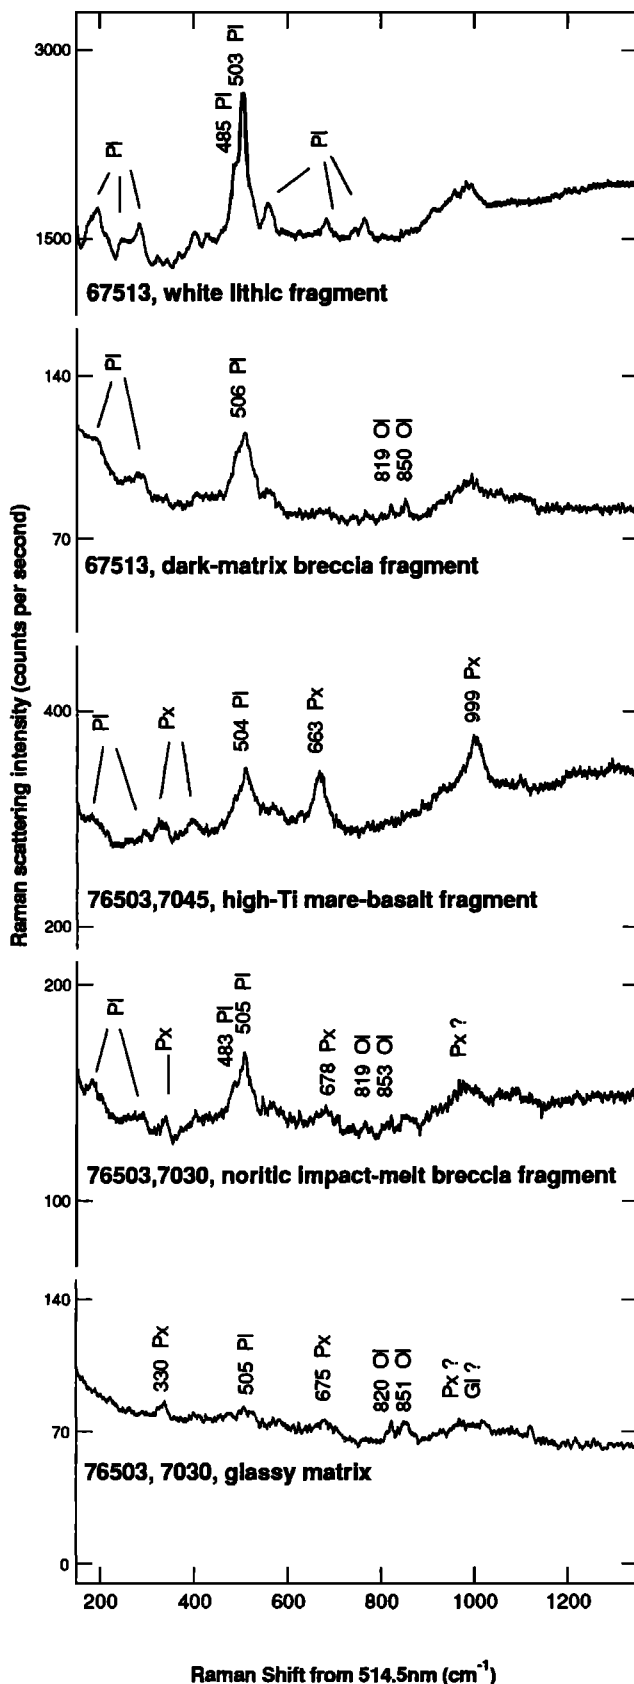 Raman scattering intensity (counts per second)
3000
1500
Pl
485 Pl
503 Pl
Pl
67513, white lithic fragment
140
70
Pl
506 Pl
819 Ol
850 Ol
67513, dark-matrix breccia fragment
400
200
Pl
Px
504 Pl
663 Px
999 Px
76503,7045, high-Ti mare-basalt fragment
200
100
Pl
Px
483 Pl
505 Pl
678 Px
819 Ol
853 Ol
Px ?
76503,7030, noritic impact-melt breccia fragment
140
70
0
330 Px
505 Pl
675 Px
820 Ol
851 Ol
Px ?
Gl ?
76503, 7030, glassy matrix
200 400 600 800 1000 1200
Raman Shift from 514.5nm (cm⁻¹)